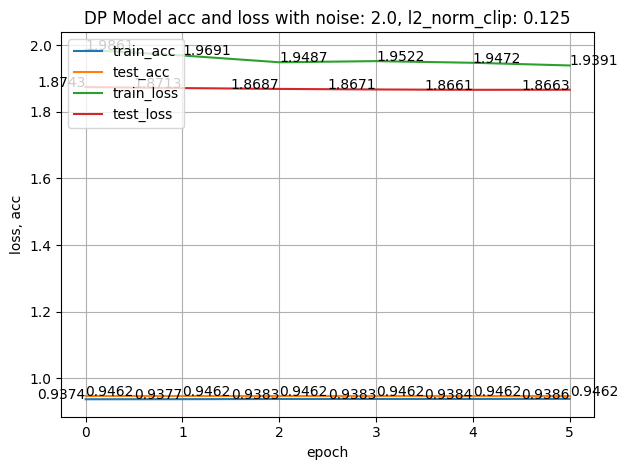 DP Model acc and loss with noise: 2.0, l2_norm_clip: 0.125
2.0
1.8
1.6
1.4
1.2
1.0
loss, acc
train_acc
test_acc
train_loss
test_loss
1.9861 1.9691 1.9487 1.9522 1.9472 1.9391
1.8743 1.8713 1.8687 1.8671 1.8661 1.8663
0.9462 0.9462 0.9462 0.9462 0.9462 0.9462
0.9374 0.9377 0.9383 0.9383 0.9384 0.9386
0 1 2 3 4 5
epoch